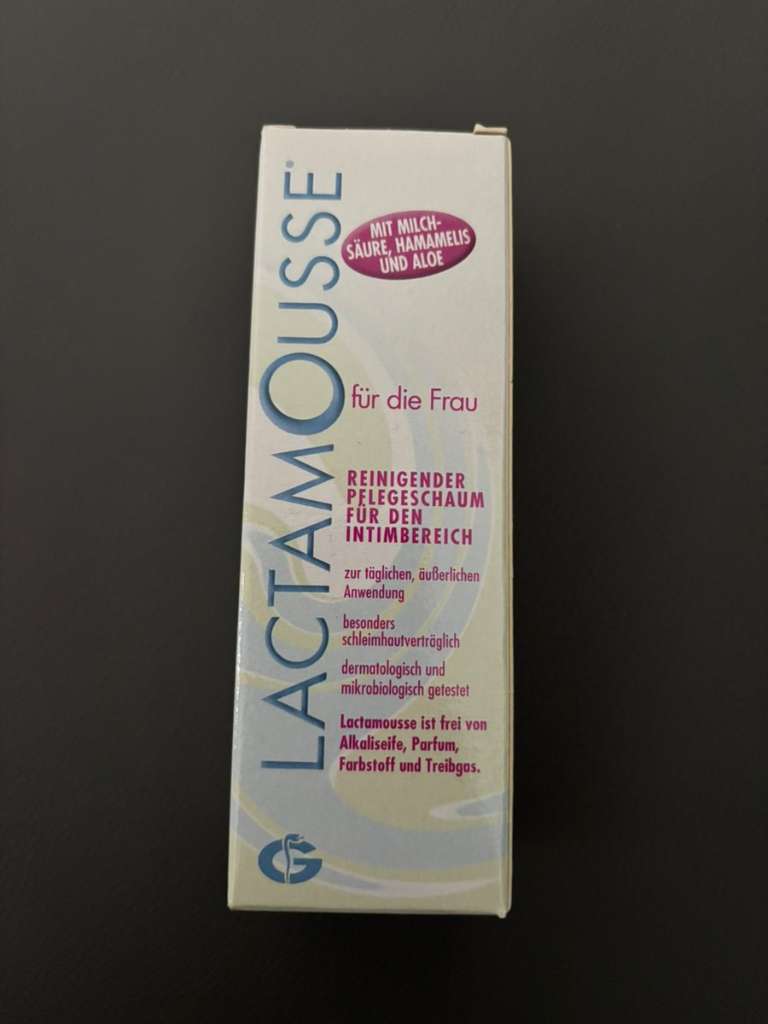 LACTAMOUSSE
MIT MILCH-
SÄURE, HAMAMELIS
UND ALOE
für die Frau
REINIGENDER
PFLEGESCHAUM
FÜR DEN
INTIMBEREICH
zur täglichen, äußerlichen
Anwendung
besonders
schleimhautverträglich
dermatologisch und
mikrobiologisch getestet
Lactamousse ist frei von
Alkaliseife, Parfum,
Farbstoff und Treibgas.
G